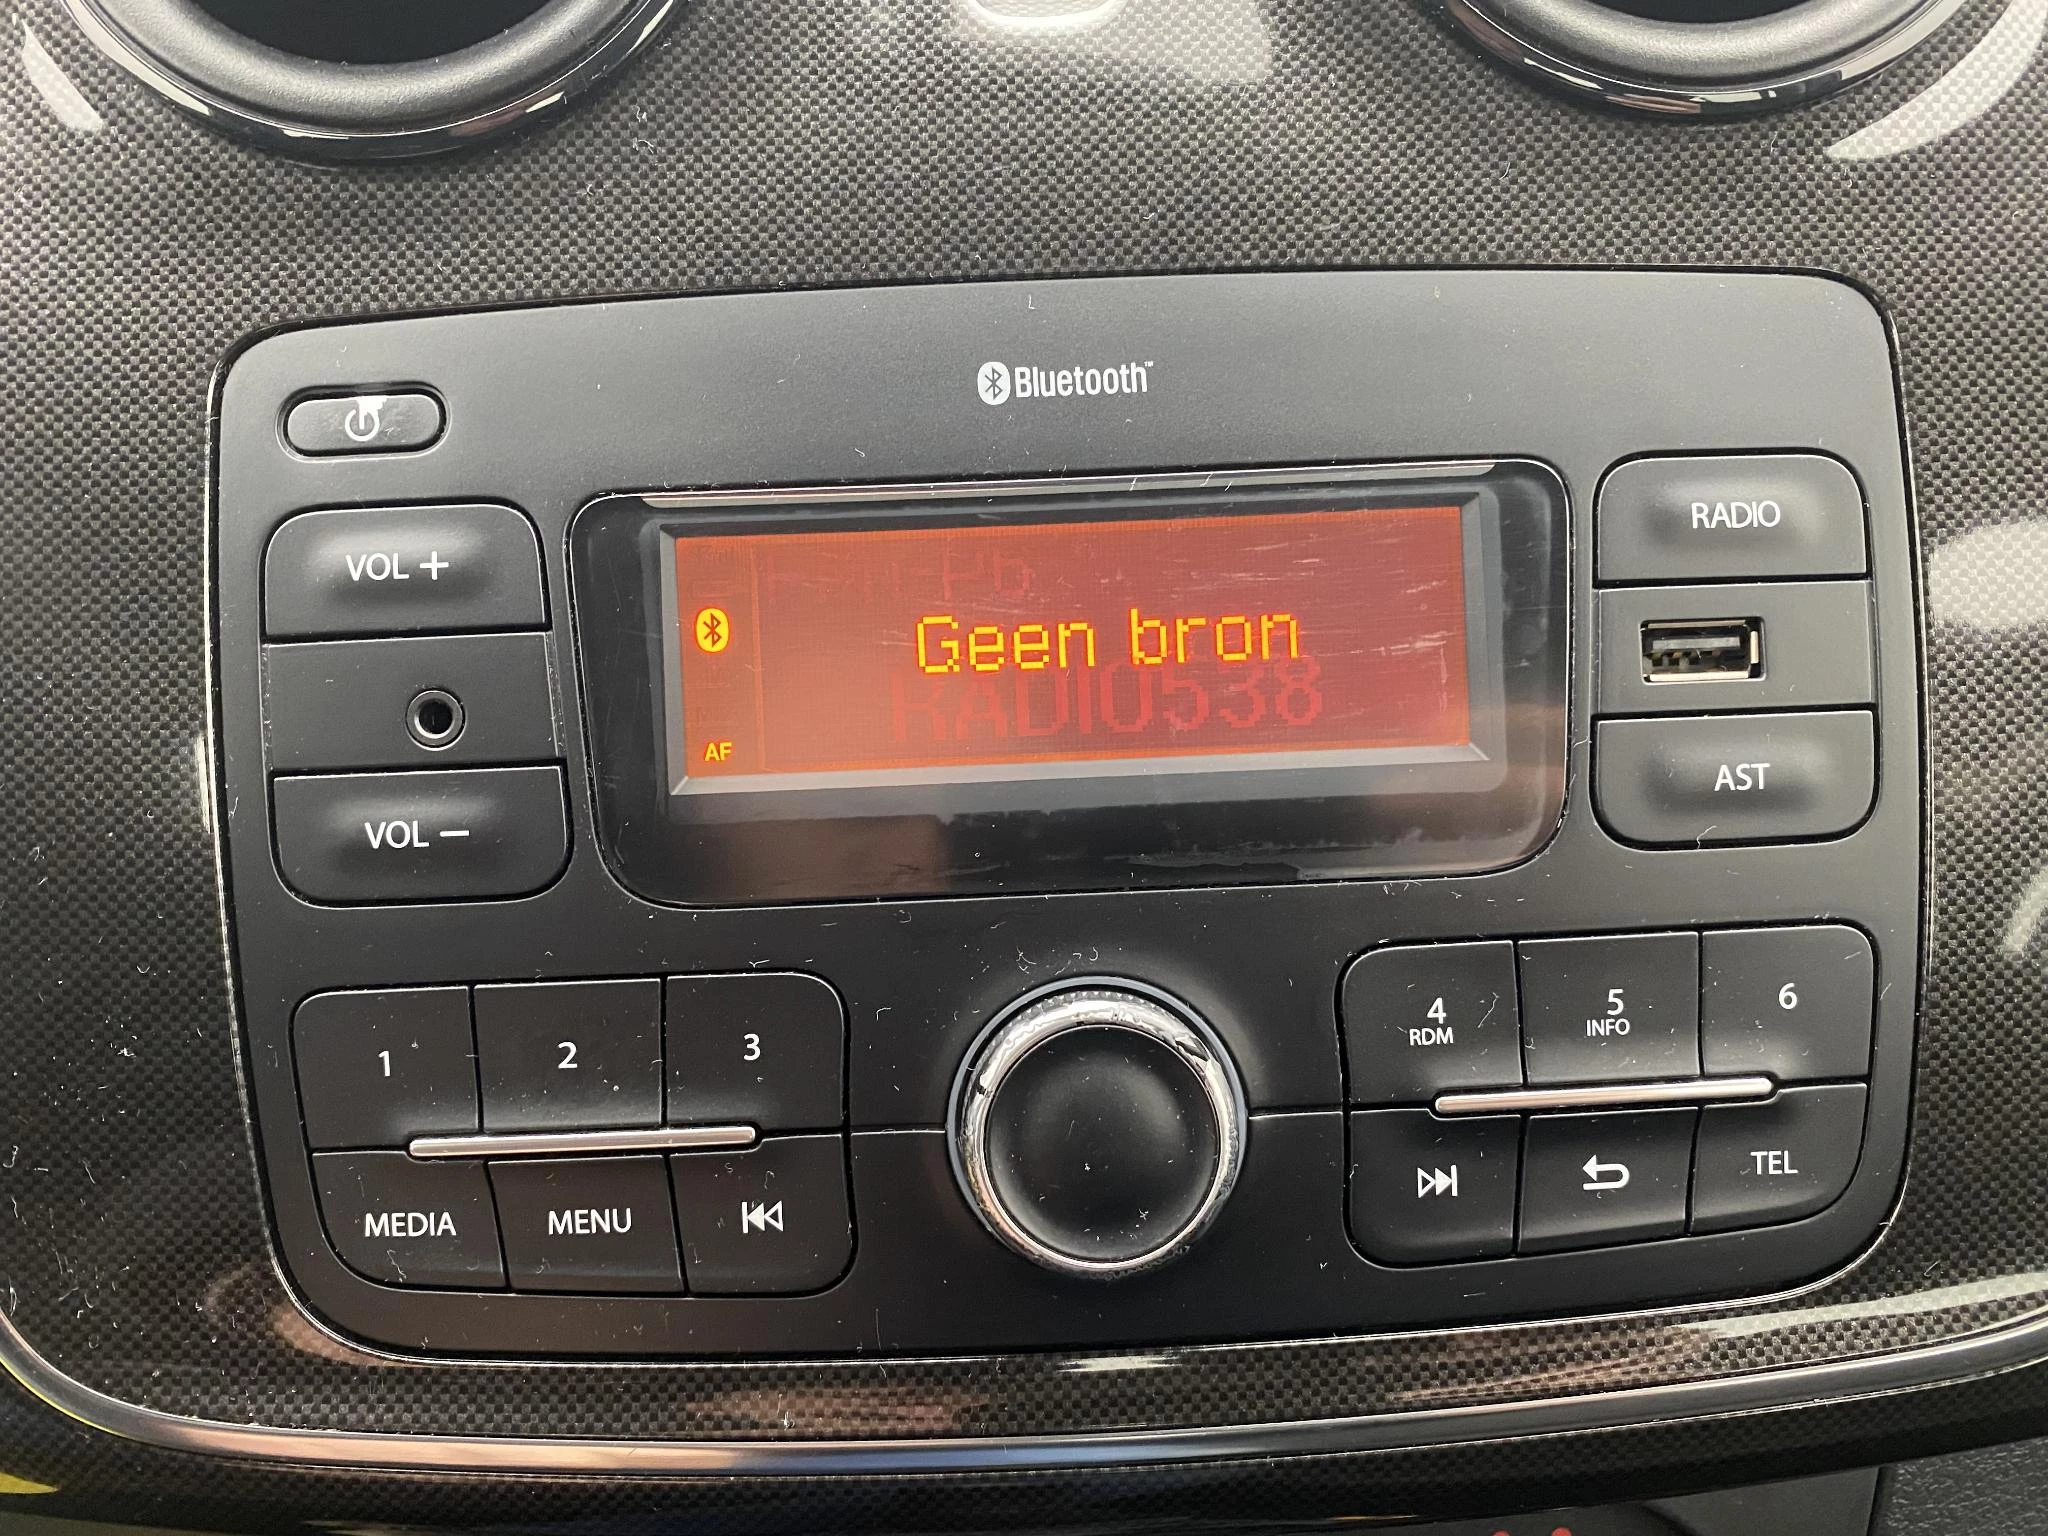 Bluetooth™
VOL +
RADIO
Geen bron
RADIO538
AF
VOL –
AST
1
2
3
4
RDM
5
INFO
6
MEDIA
MENU
TEL